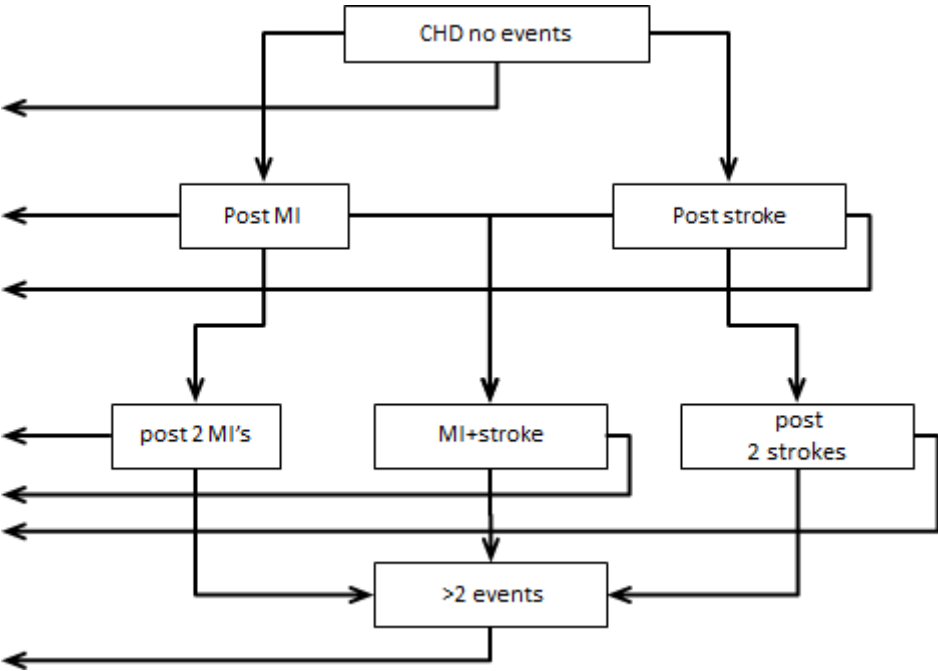 CHD no events
Post MI
Post stroke
post 2 MI's
MI+stroke
post
2 strokes
>2 events